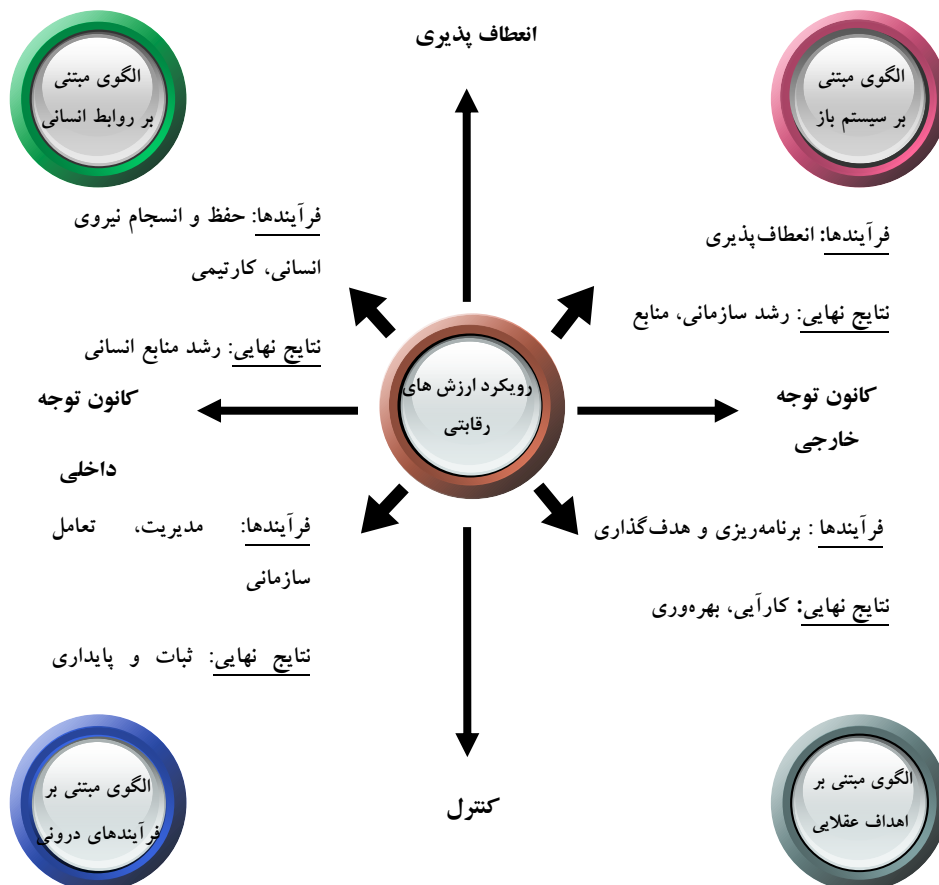 انعطاف پذیری
الگوی مبتنی
بر سیستم باز
الگوی مبتنی
بر روابط انسانی
فرآیندها: انعطاف‌پذیری
نتایج نهایی: رشد سازمانی، منابع
فرآیندها: حفظ و انسجام نیروی
انسانی، کارتیمی
نتایج نهایی: رشد منابع انسانی
کانون توجه
خارجی
رویکرد ارزش های
رقابتی
کانون توجه
داخلی
فرآیندها : برنامه‌ریزی و هدف‌گذاری
نتایج نهایی: کارآیی، بهره‌وری
فرآیندها: مدیریت، تعامل
سازمانی
نتایج نهایی: ثبات و پایداری
الگوی مبتنی بر
اهداف عقلایی
کنترل
الگوی مبتنی بر
فرآیندهای درونی